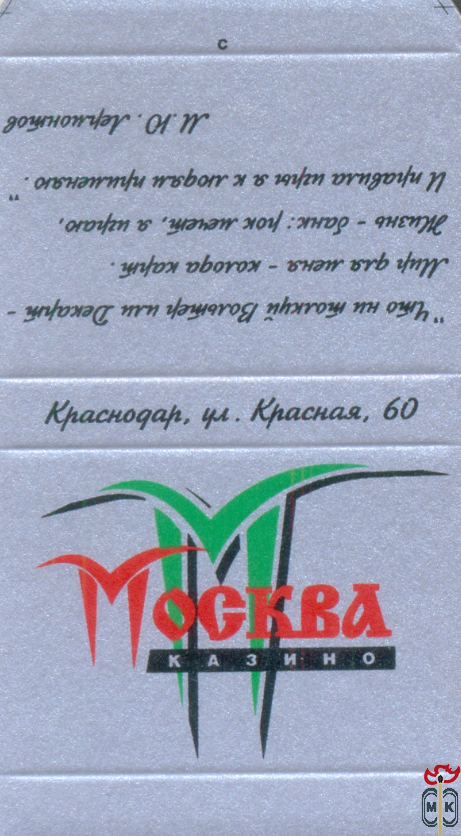 с
"Что ни толкуй Вольтер или Декарт -
Мир для меня - колода карт.
Жизнь - банк: рок мечет, я играю,
И правила игры я к людям применяю."
М.Ю. Лермонтов
Краснодар, ул. Красная, 60
МОСКВА
КАЗИНО
МК